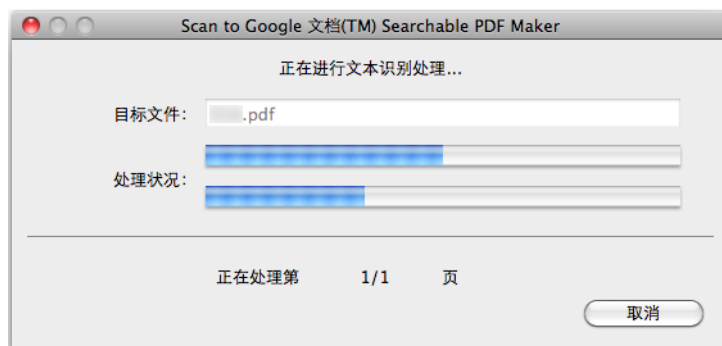 Scan to Google 文档(TM) Searchable PDF Maker
正在进行文本识别处理...
目标文件: .pdf
处理状况:
正在处理第 1/1 页
取消